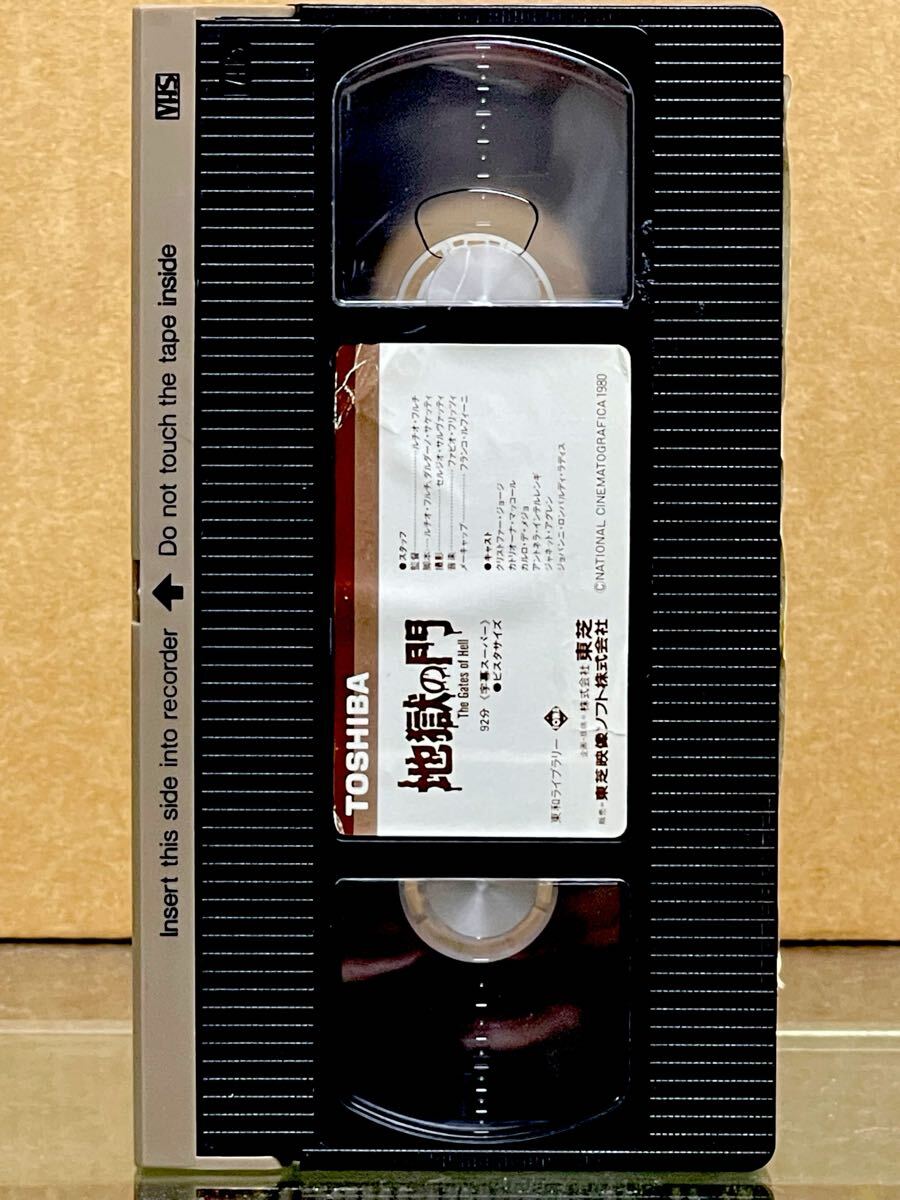 VHS
Insert this side into recorder ↑ Do not touch the tape inside
TOSHIBA
地獄の門
The Gates of Hell
92分 〈字幕スーパー〉
●ビスタサイズ
東和ライブラリー
企画・提供=株式会社 東芝
販売=東芝映像ソフト株式会社
●スタッフ
監督…………ルチオ・フルチ
脚本……ルチオ・フルチ,ダルダーノ・サケッティ
撮影…………セルジオ・サルヴァッティ
音楽…………ファビオ・フリッツィ
メーキャップ…………フランコ・ルフィーニ
●キャスト
クリストファー・ジョージ
カトリオーナ・マッコール
カルロ・デ・メジョ
アントネラ・インテルレンギ
ジャネット・アグレン
ジョバンニ・ロンバルディ・ラディス
©NATIONAL CINEMATOGRAFICA 1980